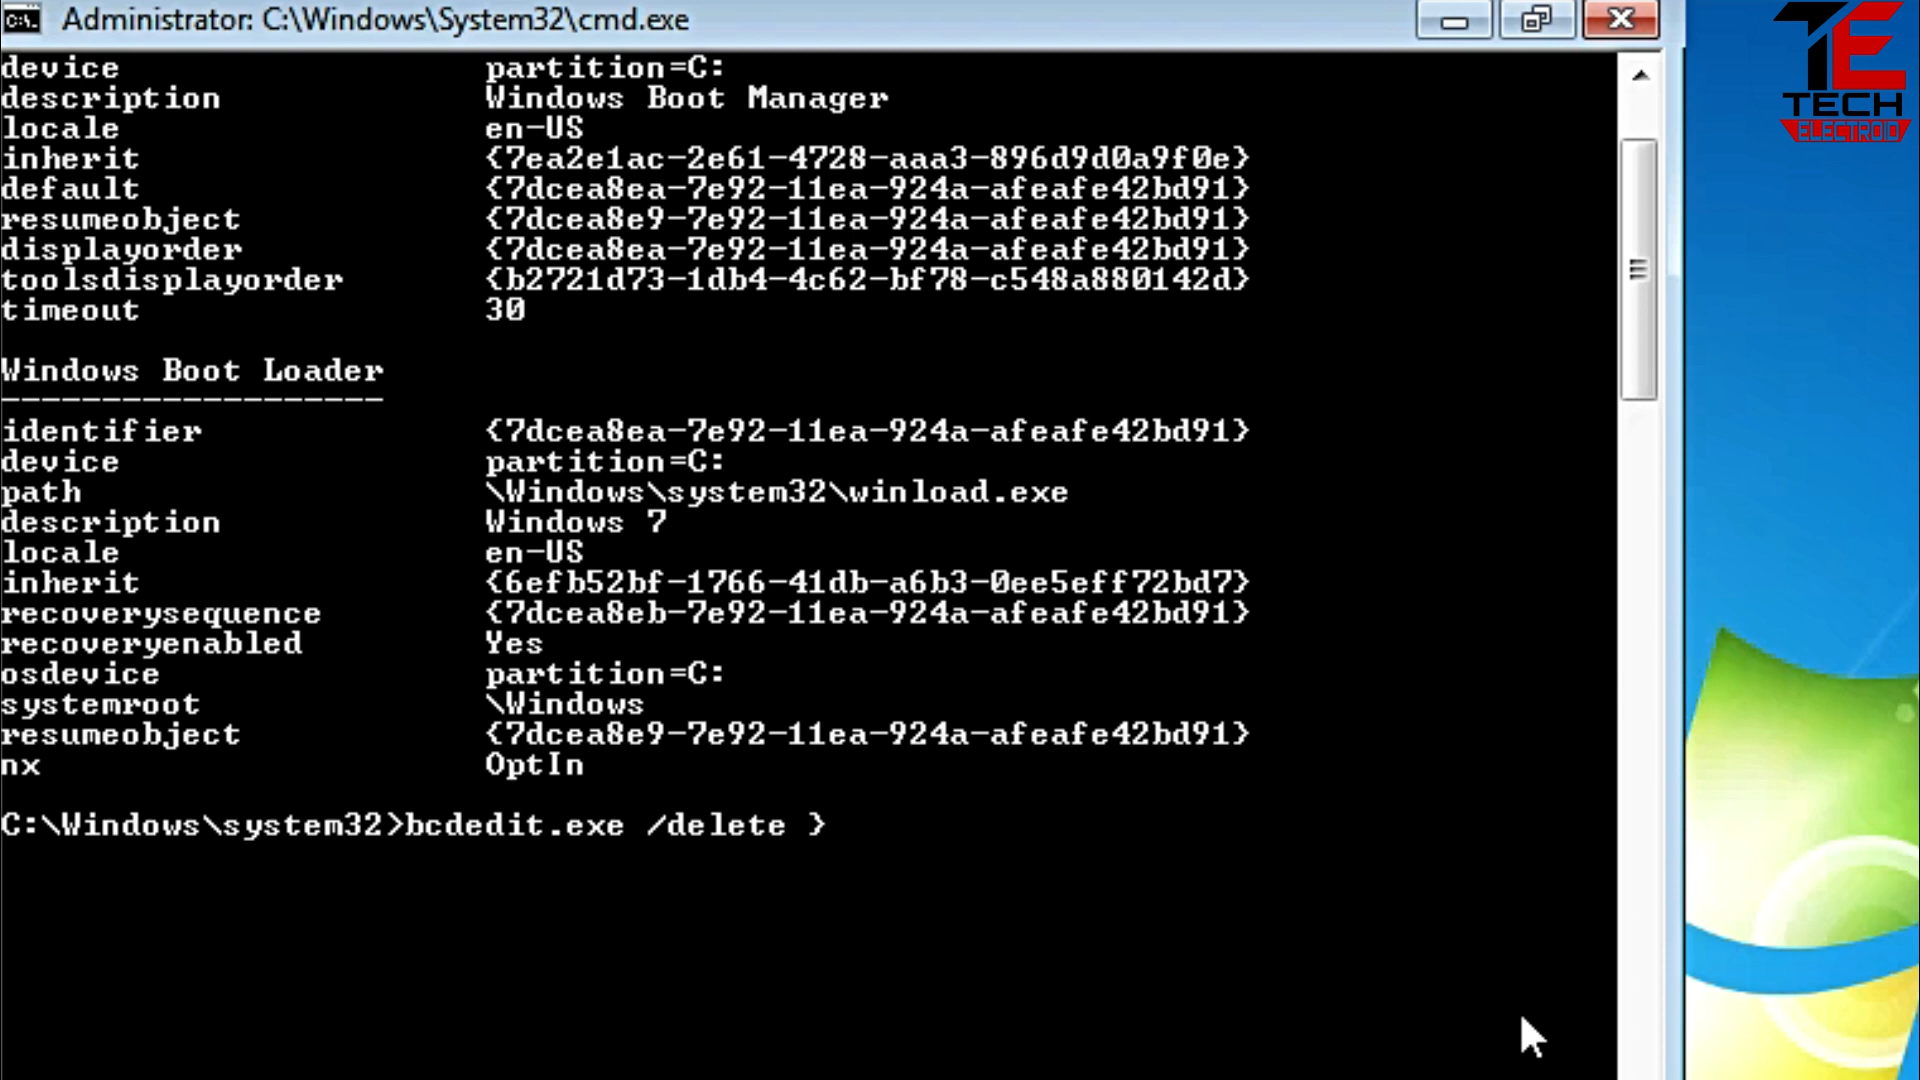 Administrator: C:\Windows\System32\cmd.exe
device partition=C:
description Windows Boot Manager
locale en-US
inherit {7ea2e1ac-2e61-4728-aaa3-896d9d0a9f0e}
default {7dcea8ea-7e92-11ea-924a-afeafe42bd91}
resumeobject {7dcea8e9-7e92-11ea-924a-afeafe42bd91}
displayorder {7dcea8ea-7e92-11ea-924a-afeafe42bd91}
toolsdisplayorder {b2721d73-1db4-4c62-bf78-c548a880142d}
timeout 30
Windows Boot Loader
-------------------
identifier {7dcea8ea-7e92-11ea-924a-afeafe42bd91}
device partition=C:
path \Windows\system32\winload.exe
description Windows 7
locale en-US
inherit {6efb52bf-1766-41db-a6b3-0ee5eff72bd7}
recoverysequence {7dcea8eb-7e92-11ea-924a-afeafe42bd91}
recoveryenabled Yes
osdevice partition=C:
systemroot \Windows
resumeobject {7dcea8e9-7e92-11ea-924a-afeafe42bd91}
nx OptIn
C:\Windows\system32>bcdedit.exe /delete }
TE
TECH
ELECTROID